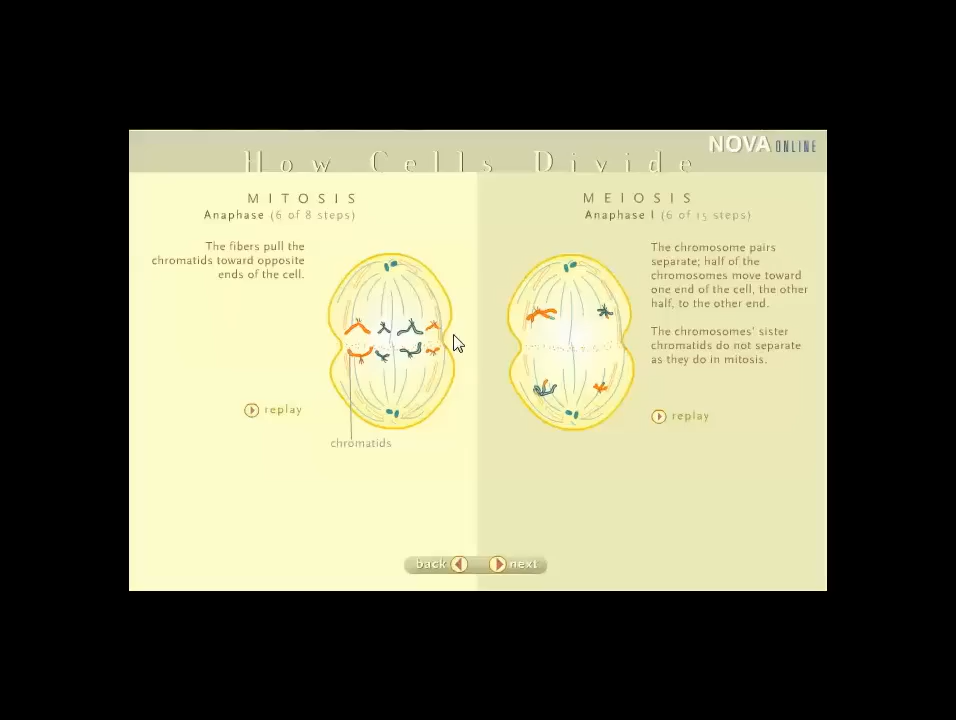 NOVA ONLINE
How Cells Divide
MITOSIS
Anaphase (6 of 8 steps)
The fibers pull the
chromatids toward opposite
ends of the cell.
replay
chromatids
MEIOSIS
Anaphase I (6 of 15 steps)
The chromosome pairs
separate; half of the
chromosomes move toward
one end of the cell, the other
half, to the other end.
The chromosomes' sister
chromatids do not separate
as they do in mitosis.
replay
back next